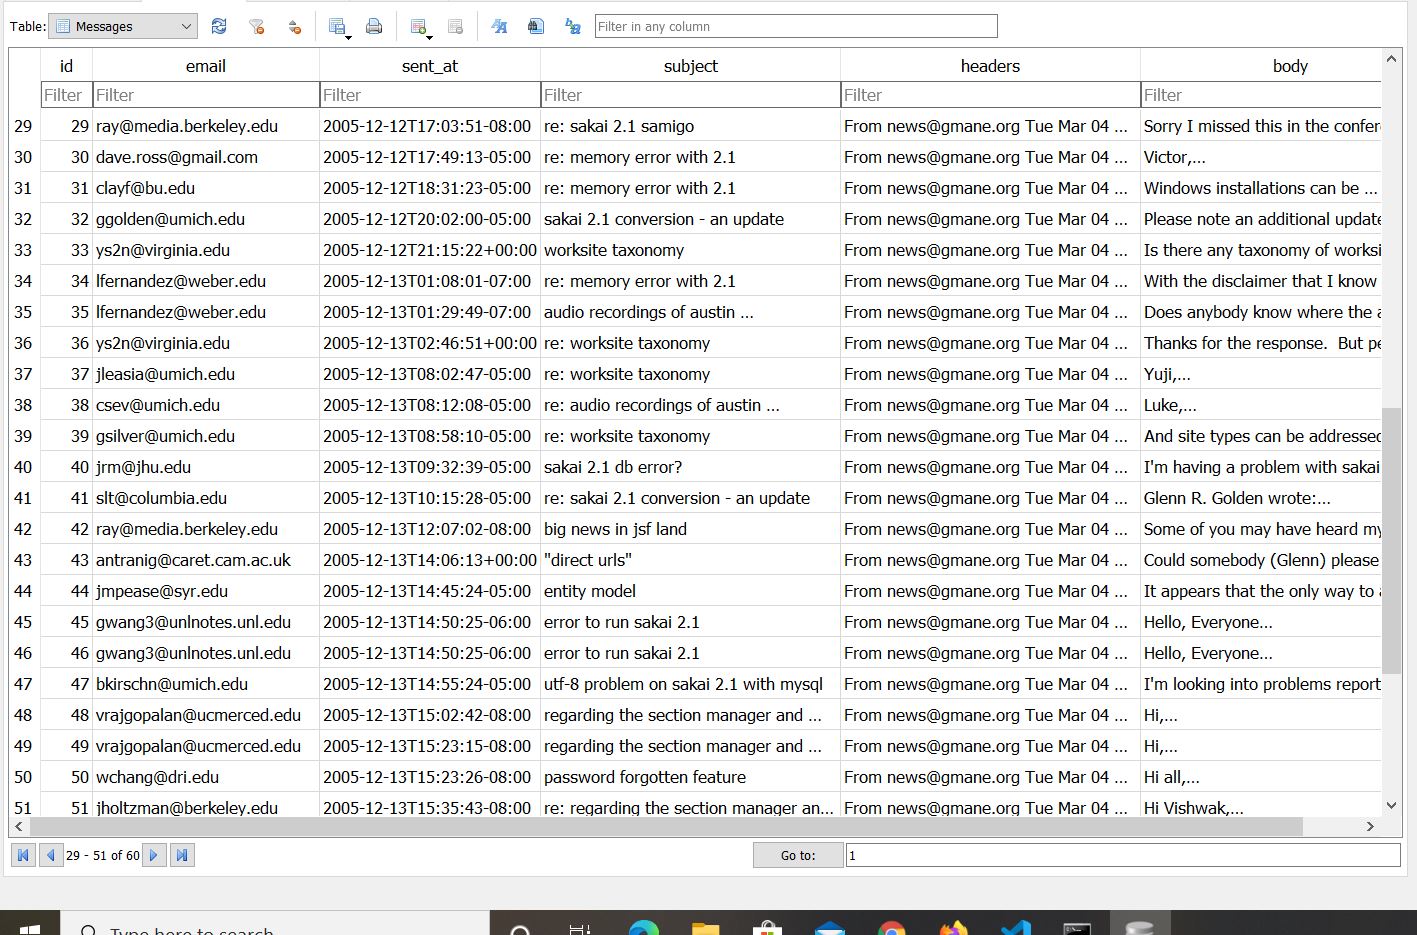 Table: Messages Filter in any column
id email sent_at subject headers body
Filter Filter Filter Filter Filter Filter
29 29 ray@media.berkeley.edu 2005-12-12T17:03:51-08:00 re: sakai 2.1 samigo From news@gmane.org Tue Mar 04 ... Sorry I missed this in the confer
30 30 dave.ross@gmail.com 2005-12-12T17:49:13-05:00 re: memory error with 2.1 From news@gmane.org Tue Mar 04 ... Victor,...
31 31 clayf@bu.edu 2005-12-12T18:31:23-05:00 re: memory error with 2.1 From news@gmane.org Tue Mar 04 ... Windows installations can be ...
32 32 ggolden@umich.edu 2005-12-12T20:02:00-05:00 sakai 2.1 conversion - an update From news@gmane.org Tue Mar 04 ... Please note an additional update
33 33 ys2n@virginia.edu 2005-12-12T21:15:22+00:00 worksite taxonomy From news@gmane.org Tue Mar 04 ... Is there any taxonomy of worksi
34 34 lfernandez@weber.edu 2005-12-13T01:08:01-07:00 re: memory error with 2.1 From news@gmane.org Tue Mar 04 ... With the disclaimer that I know
35 35 lfernandez@weber.edu 2005-12-13T01:29:49-07:00 audio recordings of austin ... From news@gmane.org Tue Mar 04 ... Does anybody know where the a
36 36 ys2n@virginia.edu 2005-12-13T02:46:51+00:00 re: worksite taxonomy From news@gmane.org Tue Mar 04 ... Thanks for the response. But pe
37 37 jleasia@umich.edu 2005-12-13T08:02:47-05:00 re: worksite taxonomy From news@gmane.org Tue Mar 04 ... Yuji,...
38 38 csev@umich.edu 2005-12-13T08:12:08-05:00 re: audio recordings of austin ... From news@gmane.org Tue Mar 04 ... Luke,...
39 39 gsilver@umich.edu 2005-12-13T08:58:10-05:00 re: worksite taxonomy From news@gmane.org Tue Mar 04 ... And site types can be addressed
40 40 jrm@jhu.edu 2005-12-13T09:32:39-05:00 sakai 2.1 db error? From news@gmane.org Tue Mar 04 ... I'm having a problem with sakai
41 41 slt@columbia.edu 2005-12-13T10:15:28-05:00 re: sakai 2.1 conversion - an update From news@gmane.org Tue Mar 04 ... Glenn R. Golden wrote:...
42 42 ray@media.berkeley.edu 2005-12-13T12:07:02-08:00 big news in jsf land From news@gmane.org Tue Mar 04 ... Some of you may have heard my
43 43 antranig@caret.cam.ac.uk 2005-12-13T14:06:13+00:00 "direct urls" From news@gmane.org Tue Mar 04 ... Could somebody (Glenn) please
44 44 jmpease@syr.edu 2005-12-13T14:45:24-05:00 entity model From news@gmane.org Tue Mar 04 ... It appears that the only way to a
45 45 gwang3@unlnotes.unl.edu 2005-12-13T14:50:25-06:00 error to run sakai 2.1 From news@gmane.org Tue Mar 04 ... Hello, Everyone...
46 46 gwang3@unlnotes.unl.edu 2005-12-13T14:50:25-06:00 error to run sakai 2.1 From news@gmane.org Tue Mar 04 ... Hello, Everyone...
47 47 bkirschn@umich.edu 2005-12-13T14:55:24-05:00 utf-8 problem on sakai 2.1 with mysql From news@gmane.org Tue Mar 04 ... I'm looking into problems report
48 48 vrajgopalan@ucmerced.edu 2005-12-13T15:02:42-08:00 regarding the section manager and ... From news@gmane.org Tue Mar 04 ... Hi,...
49 49 vrajgopalan@ucmerced.edu 2005-12-13T15:23:15-08:00 regarding the section manager and ... From news@gmane.org Tue Mar 04 ... Hi,...
50 50 wchang@dri.edu 2005-12-13T15:23:26-08:00 password forgotten feature From news@gmane.org Tue Mar 04 ... Hi all,...
51 51 jholtzman@berkeley.edu 2005-12-13T15:35:43-08:00 re: regarding the section manager an... From news@gmane.org Tue Mar 04 ... Hi Vishwak,...
29 - 51 of 60 Go to: 1
Type here to search